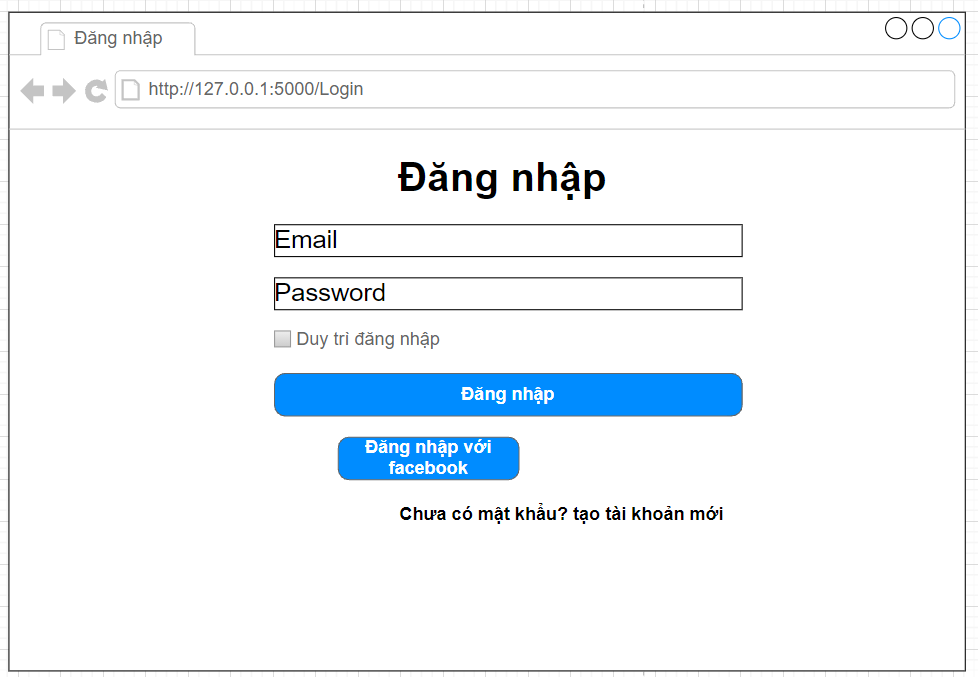 Đăng nhập
http://127.0.0.1:5000/Login
Đăng nhập
Email
Password
Duy trì đăng nhập
Đăng nhập
Đăng nhập với
facebook
Chưa có mật khẩu? tạo tài khoản mới